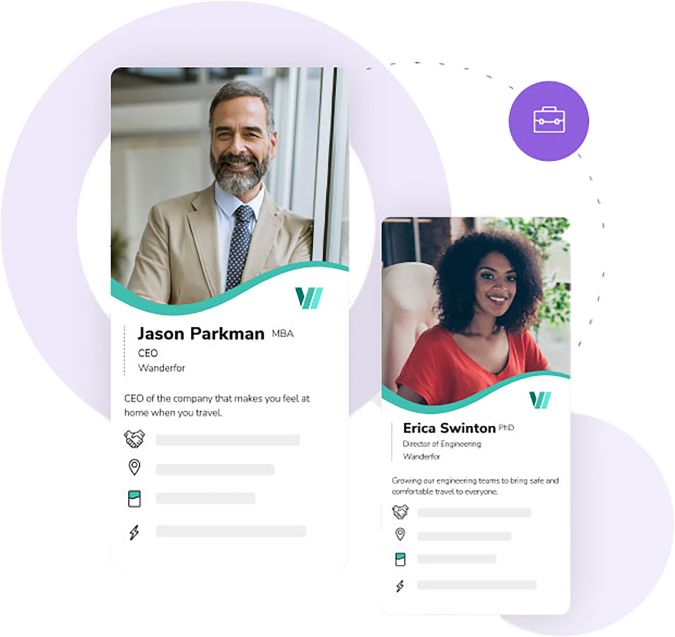 Jason Parkman MBA
CEO
Wanderfor
CEO of the company that makes you feel at
home when you travel.
Erica Swinton PhD
Director of Engineering
Wanderfor
Growing our engineering teams to bring safe and
comfortable travel to everyone.